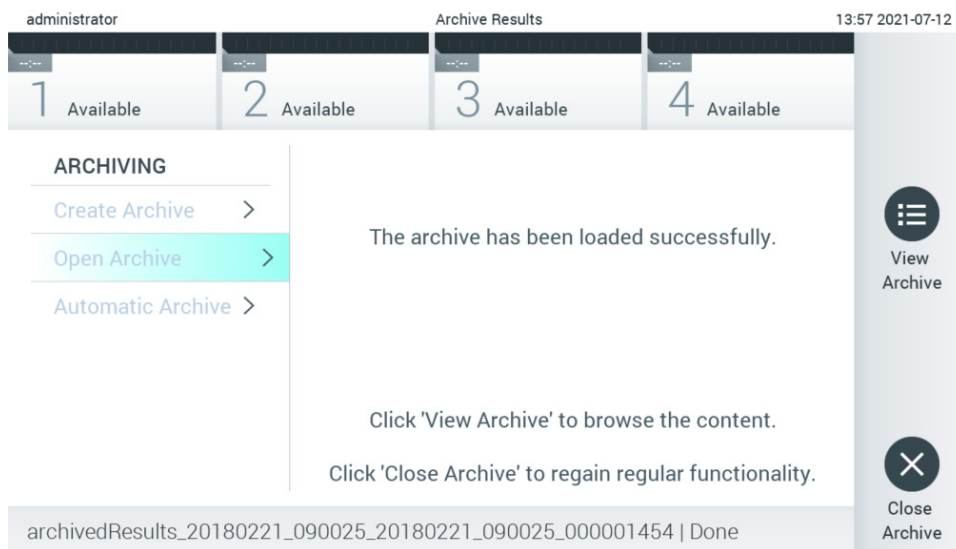 administrator Archive Results 13:57 2021-07-12
--:-- --:-- --:-- --:--
1 Available 2 Available 3 Available 4 Available
ARCHIVING
Create Archive
Open Archive
Automatic Archive
The archive has been loaded successfully.
Click 'View Archive' to browse the content.
Click 'Close Archive' to regain regular functionality.
View
Archive
Close
Archive
archivedResults_20180221_090025_20180221_090025_000001454 | Done